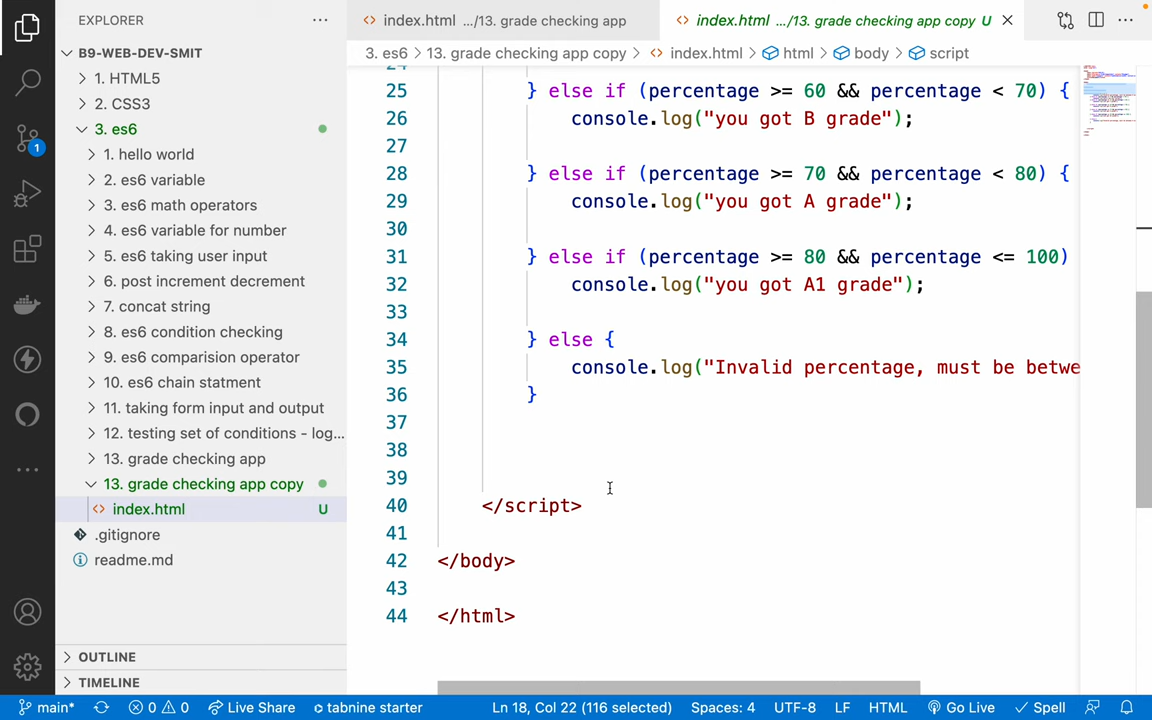 EXPLORER
B9-WEB-DEV-SMIT
1. HTML5
2. CSS3
3. es6
1. hello world
2. es6 variable
3. es6 math operators
4. es6 variable for number
5. es6 taking user input
6. post increment decrement
7. concat string
8. es6 condition checking
9. es6 comparision operator
10. es6 chain statment
11. taking form input and output
12. testing set of conditions - log...
13. grade checking app
13. grade checking app copy
index.html U
.gitignore
readme.md
OUTLINE
TIMELINE
1
index.html .../13. grade checking app
index.html .../13. grade checking app copy U
3. es6 > 13. grade checking app copy > index.html > html > body > script
24
25 } else if (percentage >= 60 && percentage < 70) {
26 console.log("you got B grade");
27
28 } else if (percentage >= 70 && percentage < 80) {
29 console.log("you got A grade");
30
31 } else if (percentage >= 80 && percentage <= 100)
32 console.log("you got A1 grade");
33
34 } else {
35 console.log("Invalid percentage, must be betwe
36 }
37
38
39
40 </script>
41
42 </body>
43
44 </html>
main* 0 0 Live Share tabnine starter Ln 18, Col 22 (116 selected) Spaces: 4 UTF-8 LF HTML Go Live Spell